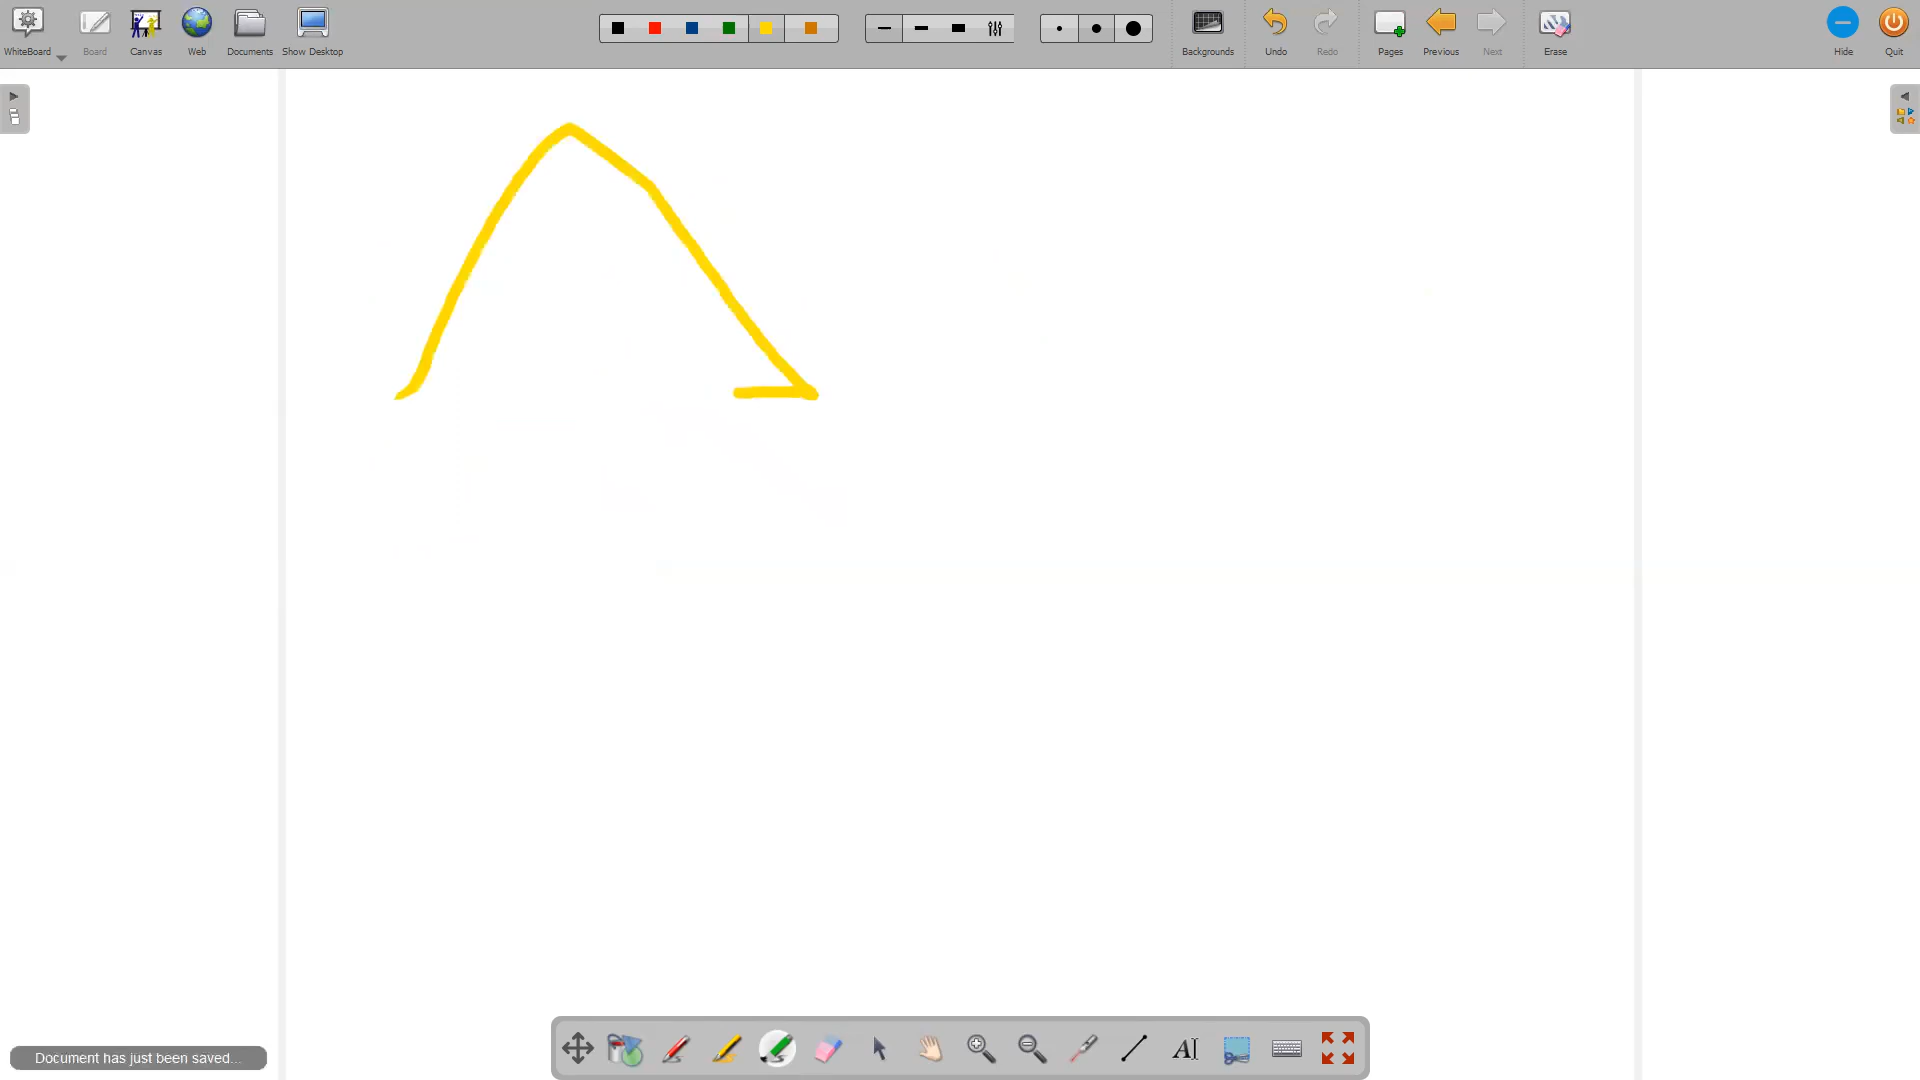 WhiteBoard
Board
Canvas
Web
Documents
Show Desktop
Backgrounds
Undo
Redo
Pages
Previous
Next
Erase
Hide
Quit
Document has just been saved...
A